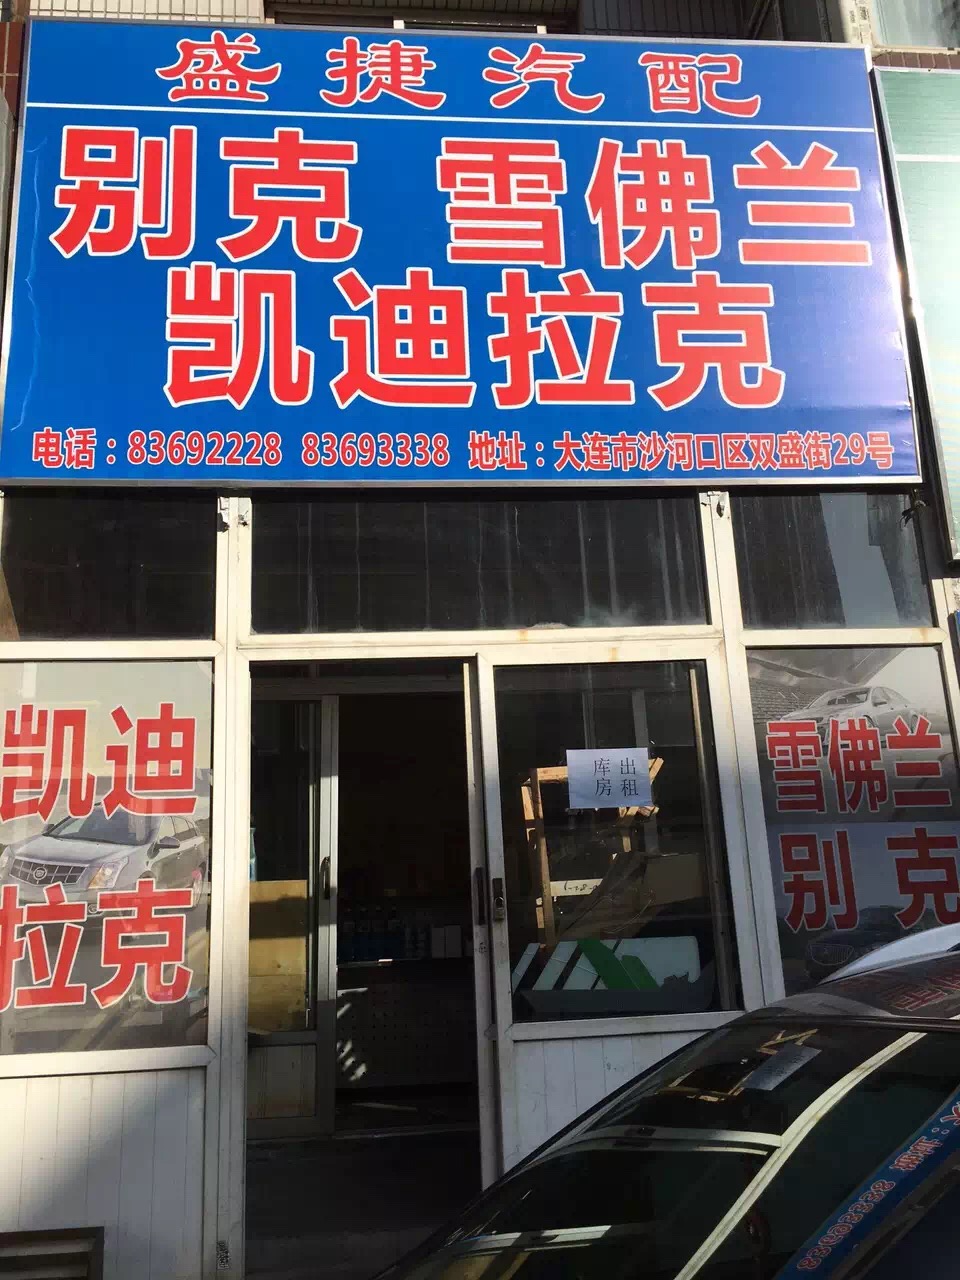 盛捷汽配
别克 雪佛兰
凯迪拉克
电话：83692228 83693338 地址：大连市沙河口区双盛街29号
凯迪
拉克
出租
库房
雪佛兰
别克
83693338